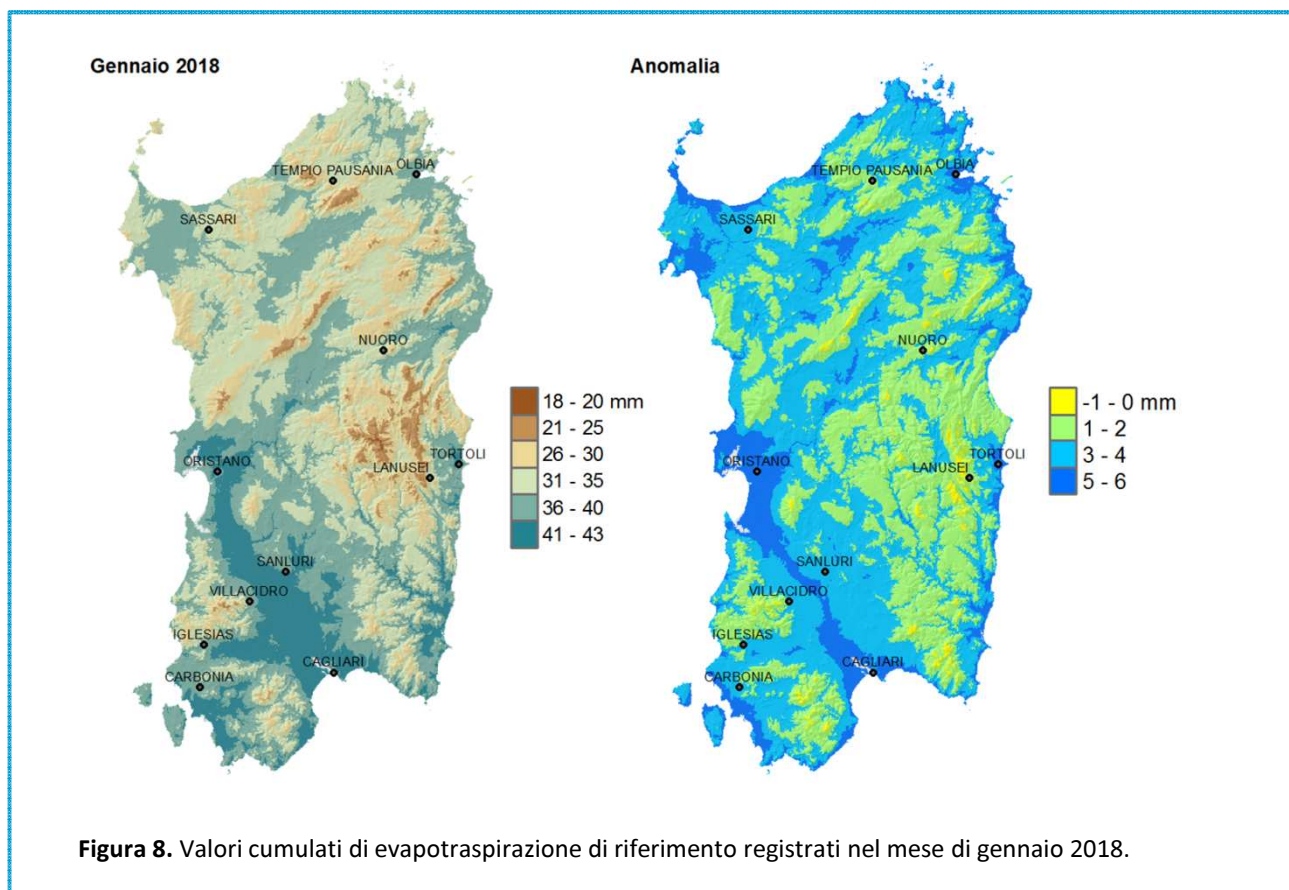 Gennaio 2018
TEMPIO PAUSANIA
OLBIA
SASSARI
NUORO
ORISTANO
TORTOLI
LANUSEI
SANLURI
VILLACIDRO
IGLESIAS
CAGLIARI
CARBONIA
18 - 20 mm
21 - 25
26 - 30
31 - 35
36 - 40
41 - 43
Anomalia
TEMPIO PAUSANIA
OLBIA
SASSARI
NUORO
ORISTANO
TORTOLI
LANUSEI
SANLURI
VILLACIDRO
IGLESIAS
CAGLIARI
CARBONIA
-1 - 0 mm
1 - 2
3 - 4
5 - 6
Figura 8. Valori cumulati di evapotraspirazione di riferimento registrati nel mese di gennaio 2018.